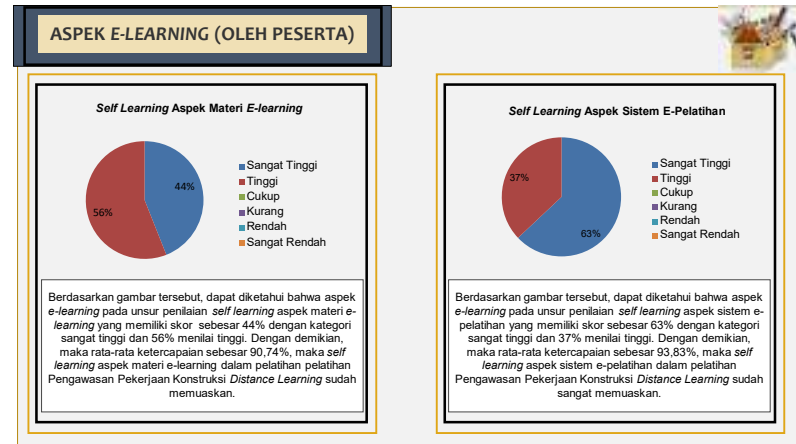 ASPEK E-LEARNING (OLEH PESERTA)
Self Learning Aspek Materi E-learning
44%
56%
Sangat Tinggi
Tinggi
Cukup
Kurang
Rendah
Sangat Rendah
Berdasarkan gambar tersebut, dapat diketahui bahwa aspek
e-learning pada unsur penilaian self learning aspek materi e-
learning yang memiliki skor sebesar 44% dengan kategori
sangat tinggi dan 56% menilai tinggi. Dengan demikian,
maka rata-rata ketercapaian sebesar 90,74%, maka self
learning aspek materi e-learning dalam pelatihan pelatihan
Pengawasan Pekerjaan Konstruksi Distance Learning sudah
memuaskan.
Self Learning Aspek Sistem E-Pelatihan
37%
63%
Sangat Tinggi
Tinggi
Cukup
Kurang
Rendah
Sangat Rendah
Berdasarkan gambar tersebut, dapat diketahui bahwa aspek
e-learning pada unsur penilaian self learning aspek sistem e-
pelatihan yang memiliki skor sebesar 63% dengan kategori
sangat tinggi dan 37% menilai tinggi. Dengan demikian,
maka rata-rata ketercapaian sebesar 93,83%, maka self
learning aspek sistem e-pelatihan dalam pelatihan
Pengawasan Pekerjaan Konstruksi Distance Learning sudah
sangat memuaskan.